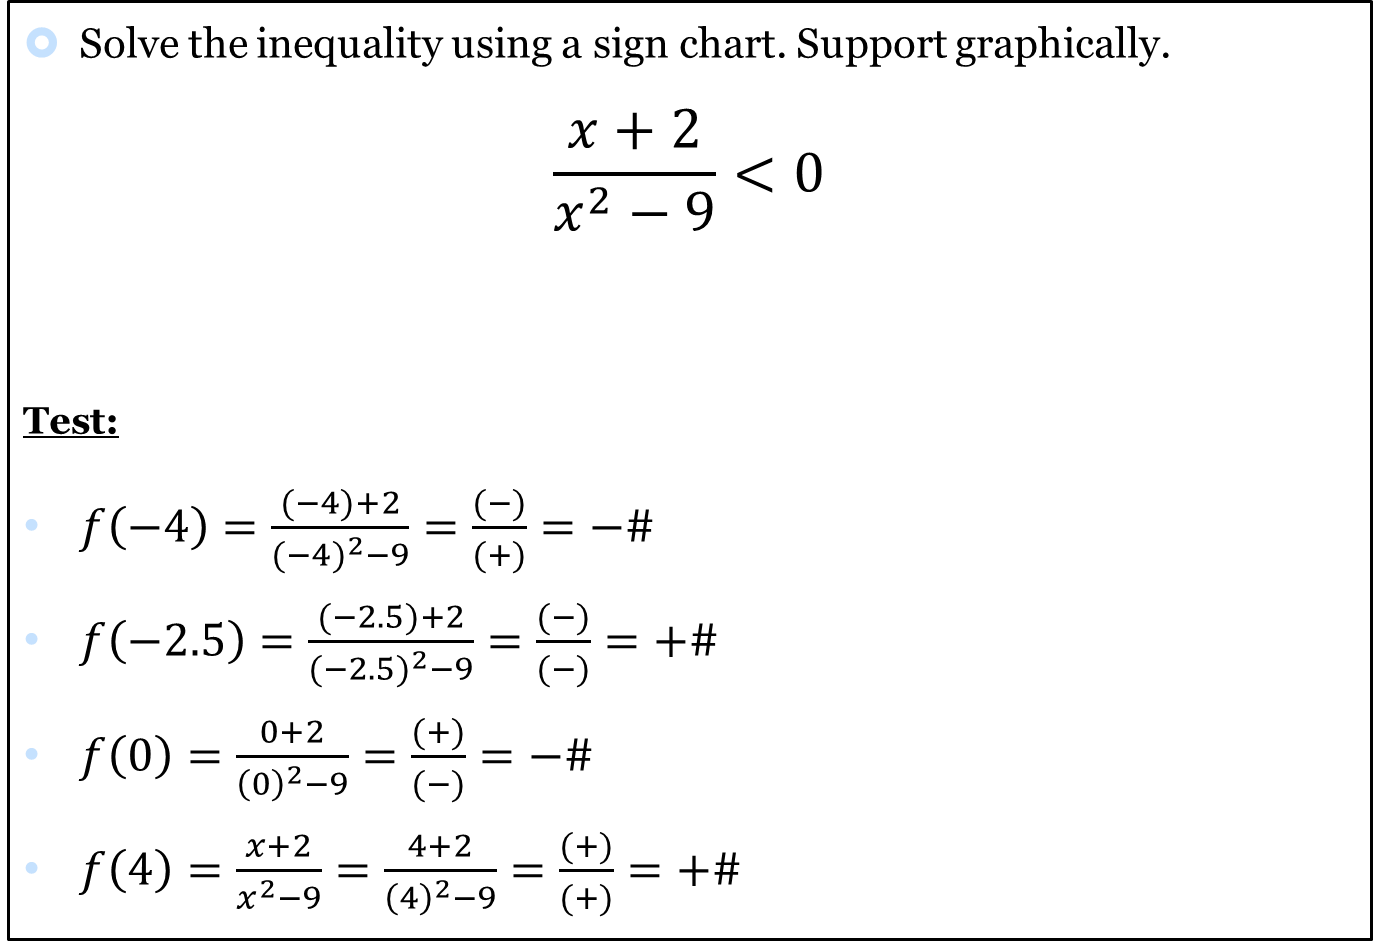 Solve the inequality using a sign chart. Support graphically.
x + 2
x² − 9
< 0
Test:
f(−4) = (−4)+2/(−4)²−9 = (−)/(+) = −#
f(−2.5) = (−2.5)+2/(−2.5)²−9 = (−)/(−) = +#
f(0) = 0+2/(0)²−9 = (+)/(−) = −#
f(4) = x+2/x²−9 = 4+2/(4)²−9 = (+)/(+) = +#